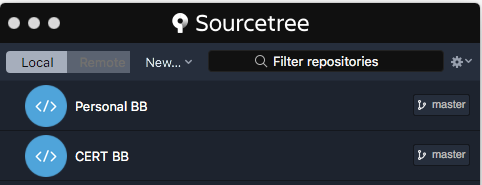 Sourcetree
Local Remote New... Filter repositories
Personal BB master
CERT BB master